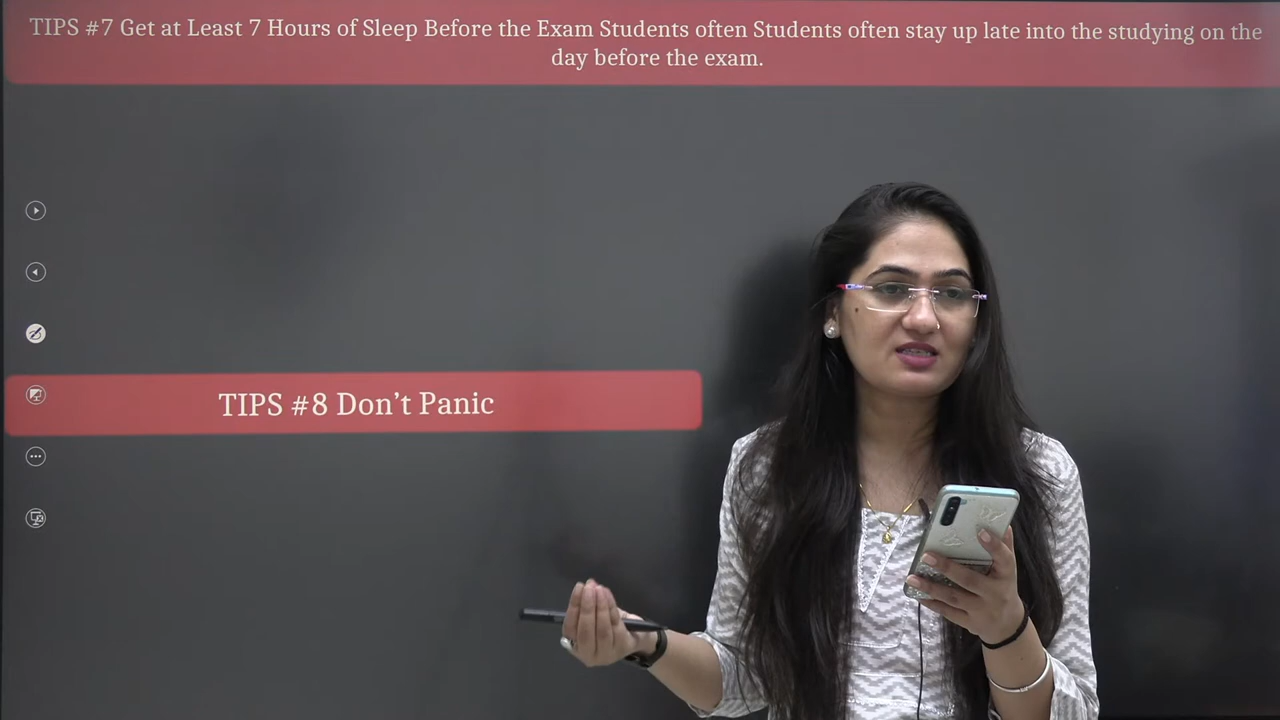 TIPS #7 Get at Least 7 Hours of Sleep Before the Exam Students often Students often stay up late into the studying on the
day before the exam.
TIPS #8 Don’t Panic